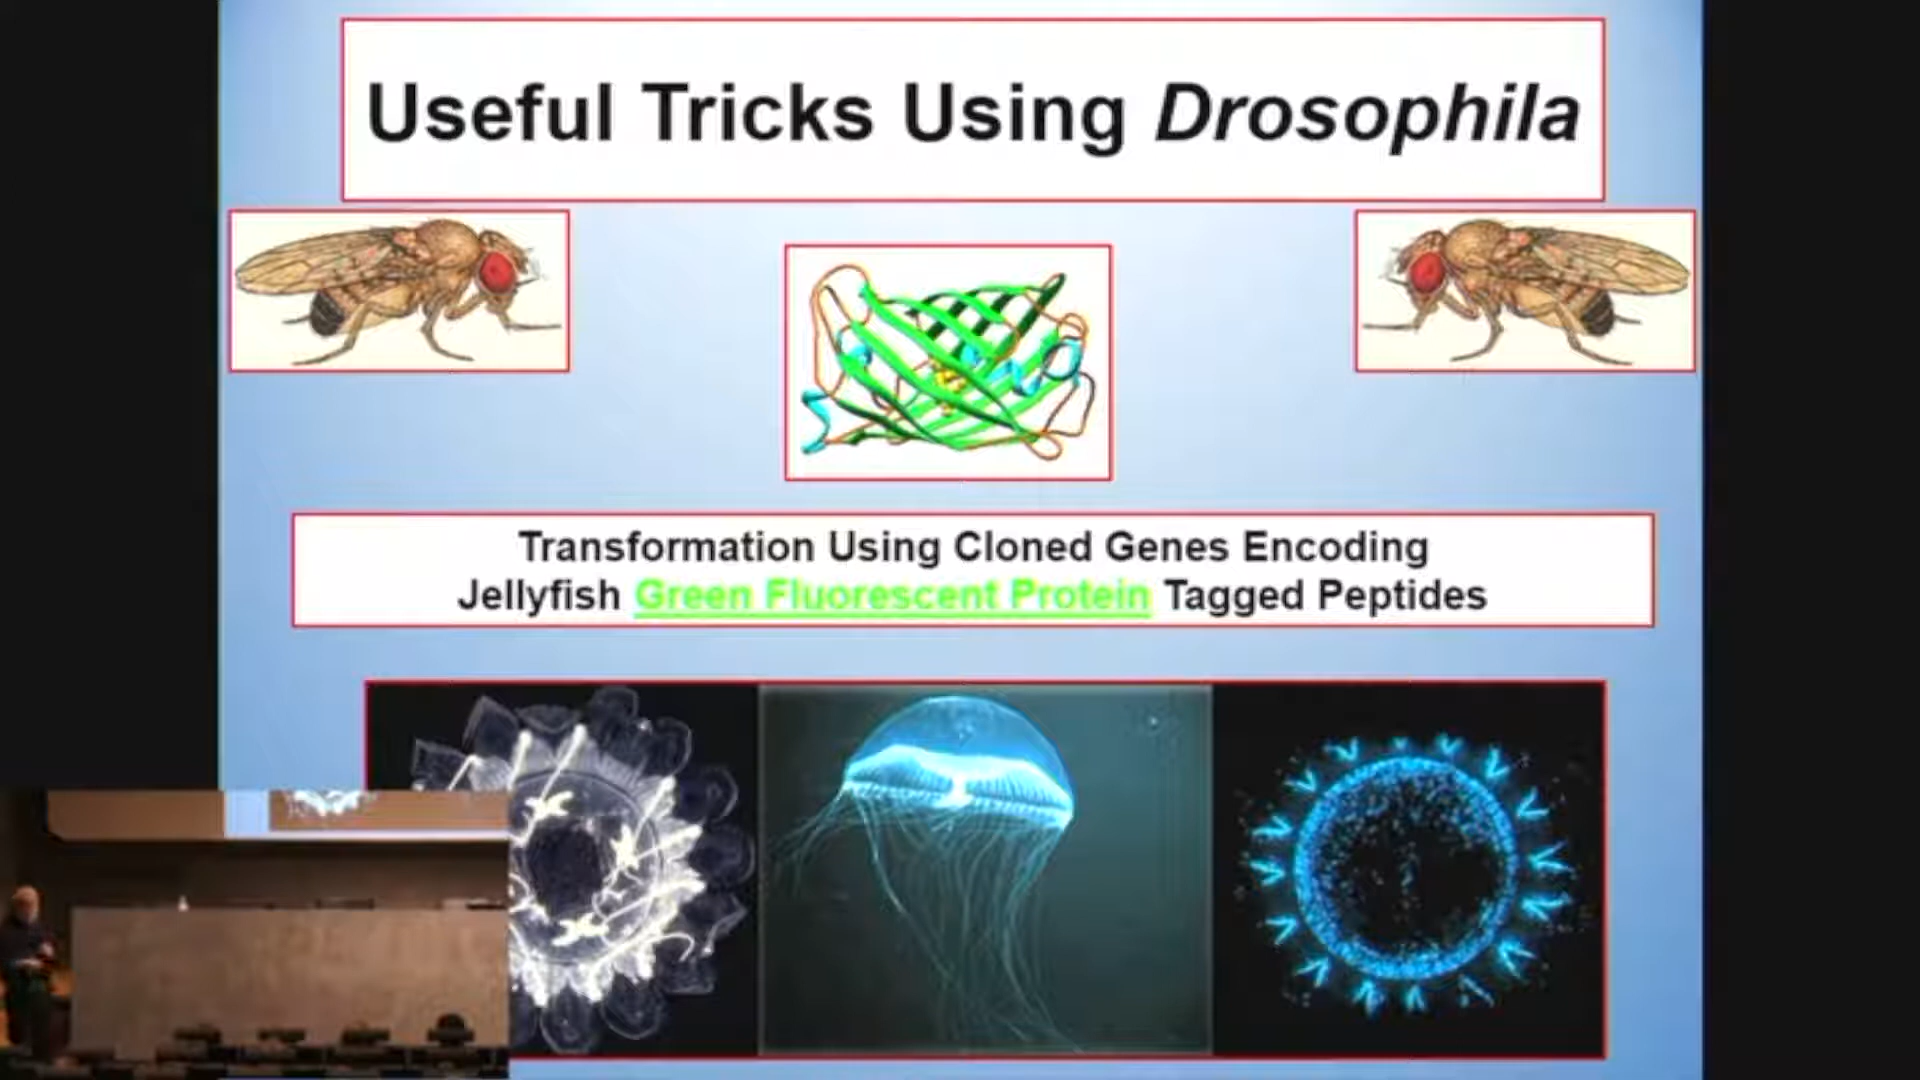 Useful Tricks Using Drosophila
Transformation Using Cloned Genes Encoding
Jellyfish Green Fluorescent Protein Tagged Peptides